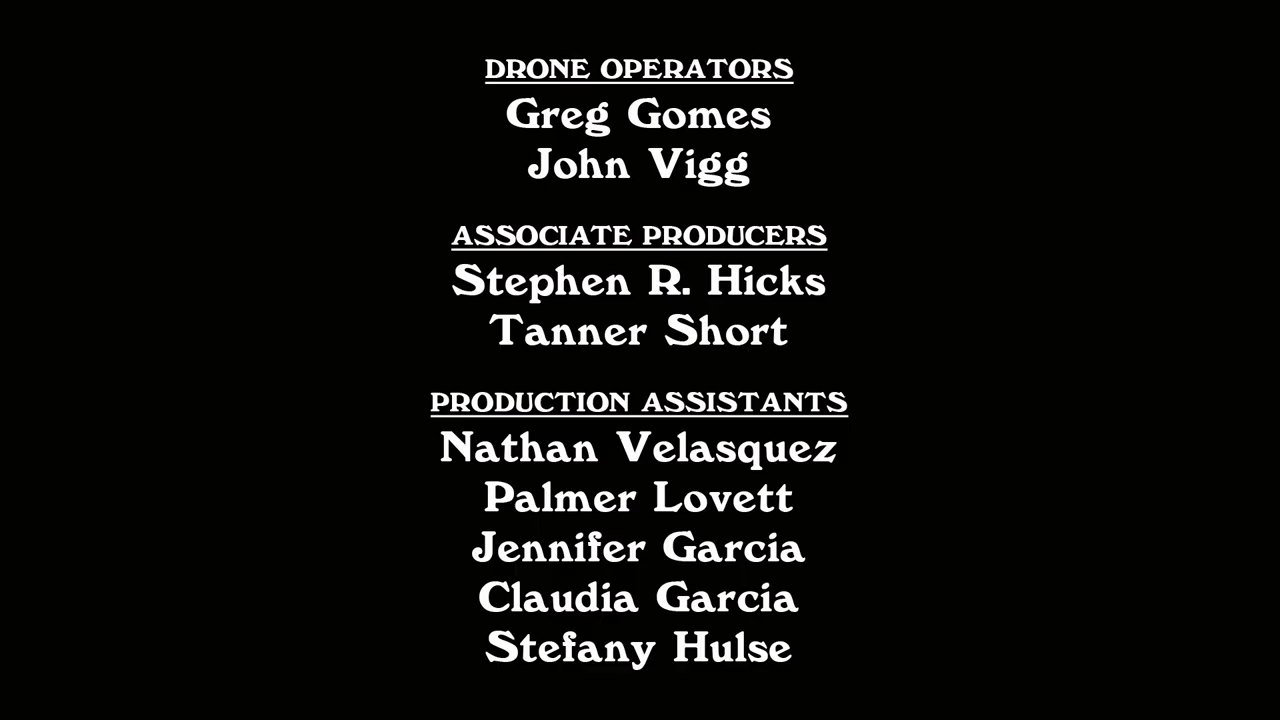 DRONE OPERATORS
Greg Gomes
John Vigg
ASSOCIATE PRODUCERS
Stephen R. Hicks
Tanner Short
PRODUCTION ASSISTANTS
Nathan Velasquez
Palmer Lovett
Jennifer Garcia
Claudia Garcia
Stefany Hulse